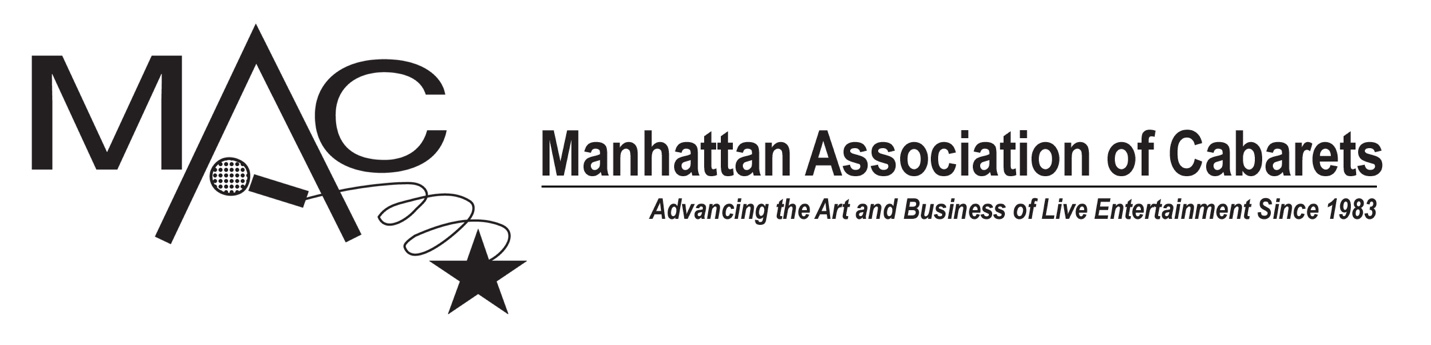 MAC
Manhattan Association of Cabarets
Advancing the Art and Business of Live Entertainment Since 1983